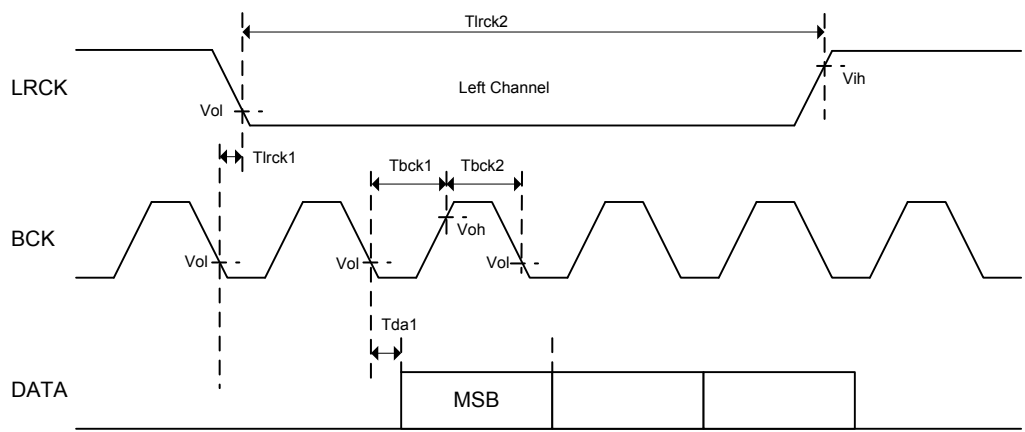 Tlrck2
LRCK
Left Channel
Vih
Vol
Tlrck1
Tbck1
Tbck2
BCK
Voh
Vol
Vol
Vol
Tda1
DATA
MSB